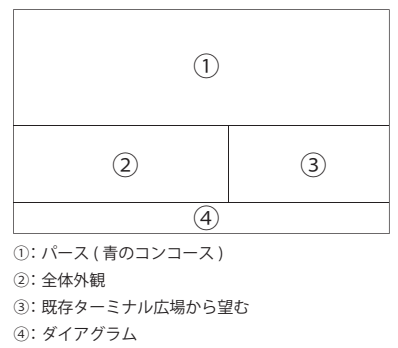 ①
②
③
④
①: パース ( 青のコンコース )
②: 全体外観
③: 既存ターミナル広場から望む
④: ダイアグラム